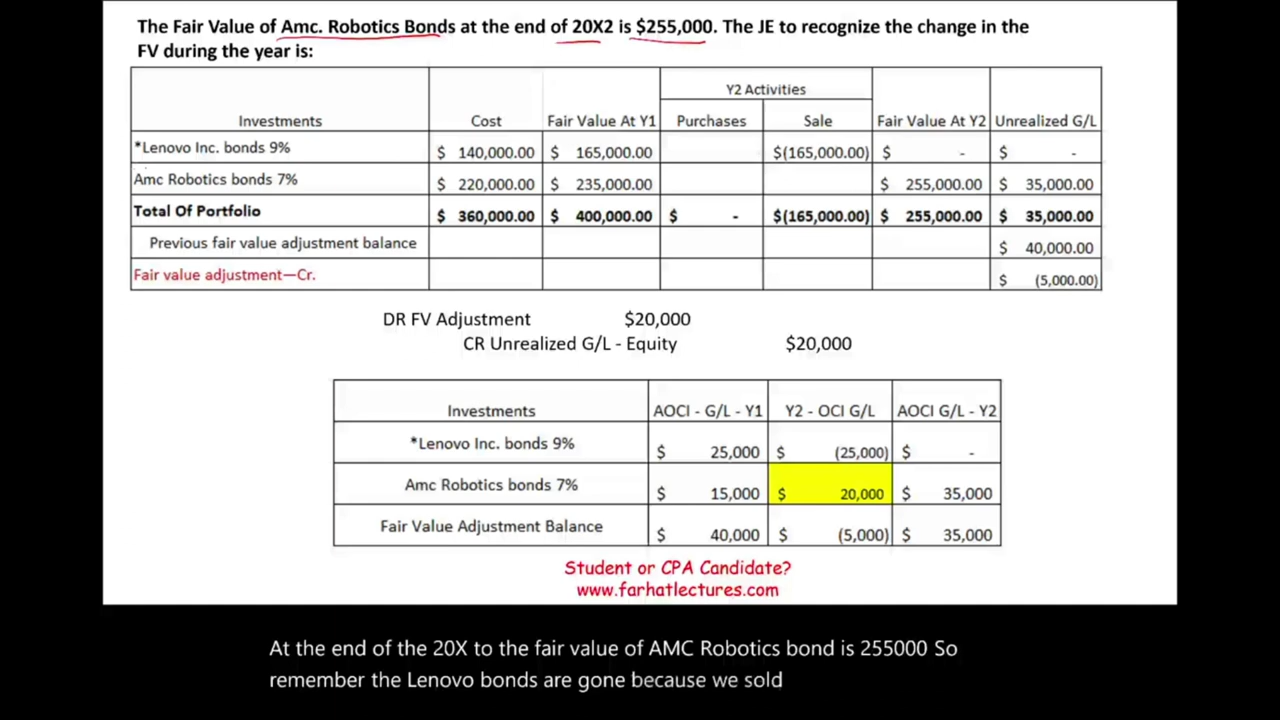 The Fair Value of Amc. Robotics Bonds at the end of 20X2 is $255,000. The JE to recognize the change in the
FV during the year is:
Y2 Activities
Investments Cost Fair Value At Y1 Purchases Sale Fair Value At Y2 Unrealized G/L
*Lenovo Inc. bonds 9% $ 140,000.00 $ 165,000.00 $(165,000.00) $ - $ -
Amc Robotics bonds 7% $ 220,000.00 $ 235,000.00 $ 255,000.00 $ 35,000.00
Total Of Portfolio $ 360,000.00 $ 400,000.00 $ - $(165,000.00) $ 255,000.00 $ 35,000.00
Previous fair value adjustment balance $ 40,000.00
Fair value adjustment—Cr. $ (5,000.00)
DR FV Adjustment $20,000
CR Unrealized G/L - Equity $20,000
Investments AOCI - G/L - Y1 Y2 - OCI G/L AOCI G/L - Y2
*Lenovo Inc. bonds 9% $ 25,000 $ (25,000) $ -
Amc Robotics bonds 7% $ 15,000 $ 20,000 $ 35,000
Fair Value Adjustment Balance $ 40,000 $ (5,000) $ 35,000
Student or CPA Candidate?
www.farhatlectures.com
At the end of the 20X to the fair value of AMC Robotics bond is 255000 So
remember the Lenovo bonds are gone because we sold